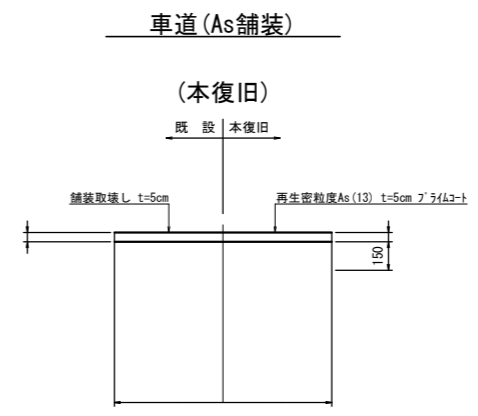 車道(As舗装)
(本復旧)
既 設 本復旧
舗装取壊し t=5cm
再生密粒度As(13) t=5cm プライムコート
150